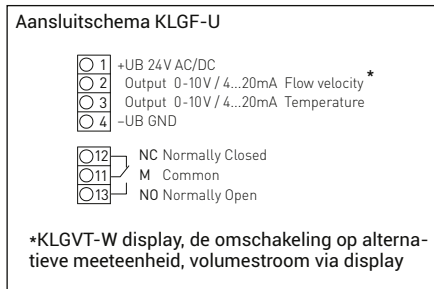 Aansluitschema KLGF-U
1 +UB 24V AC/DC
2 Output 0-10V / 4...20mA Flow velocity *
3 Output 0-10V / 4...20mA Temperature
4 –UB GND
12 NC Normally Closed
11 M Common
13 NO Normally Open
*KLGVT-W display, de omschakeling op alterna-
tieve meeteenheid, volumestroom via display